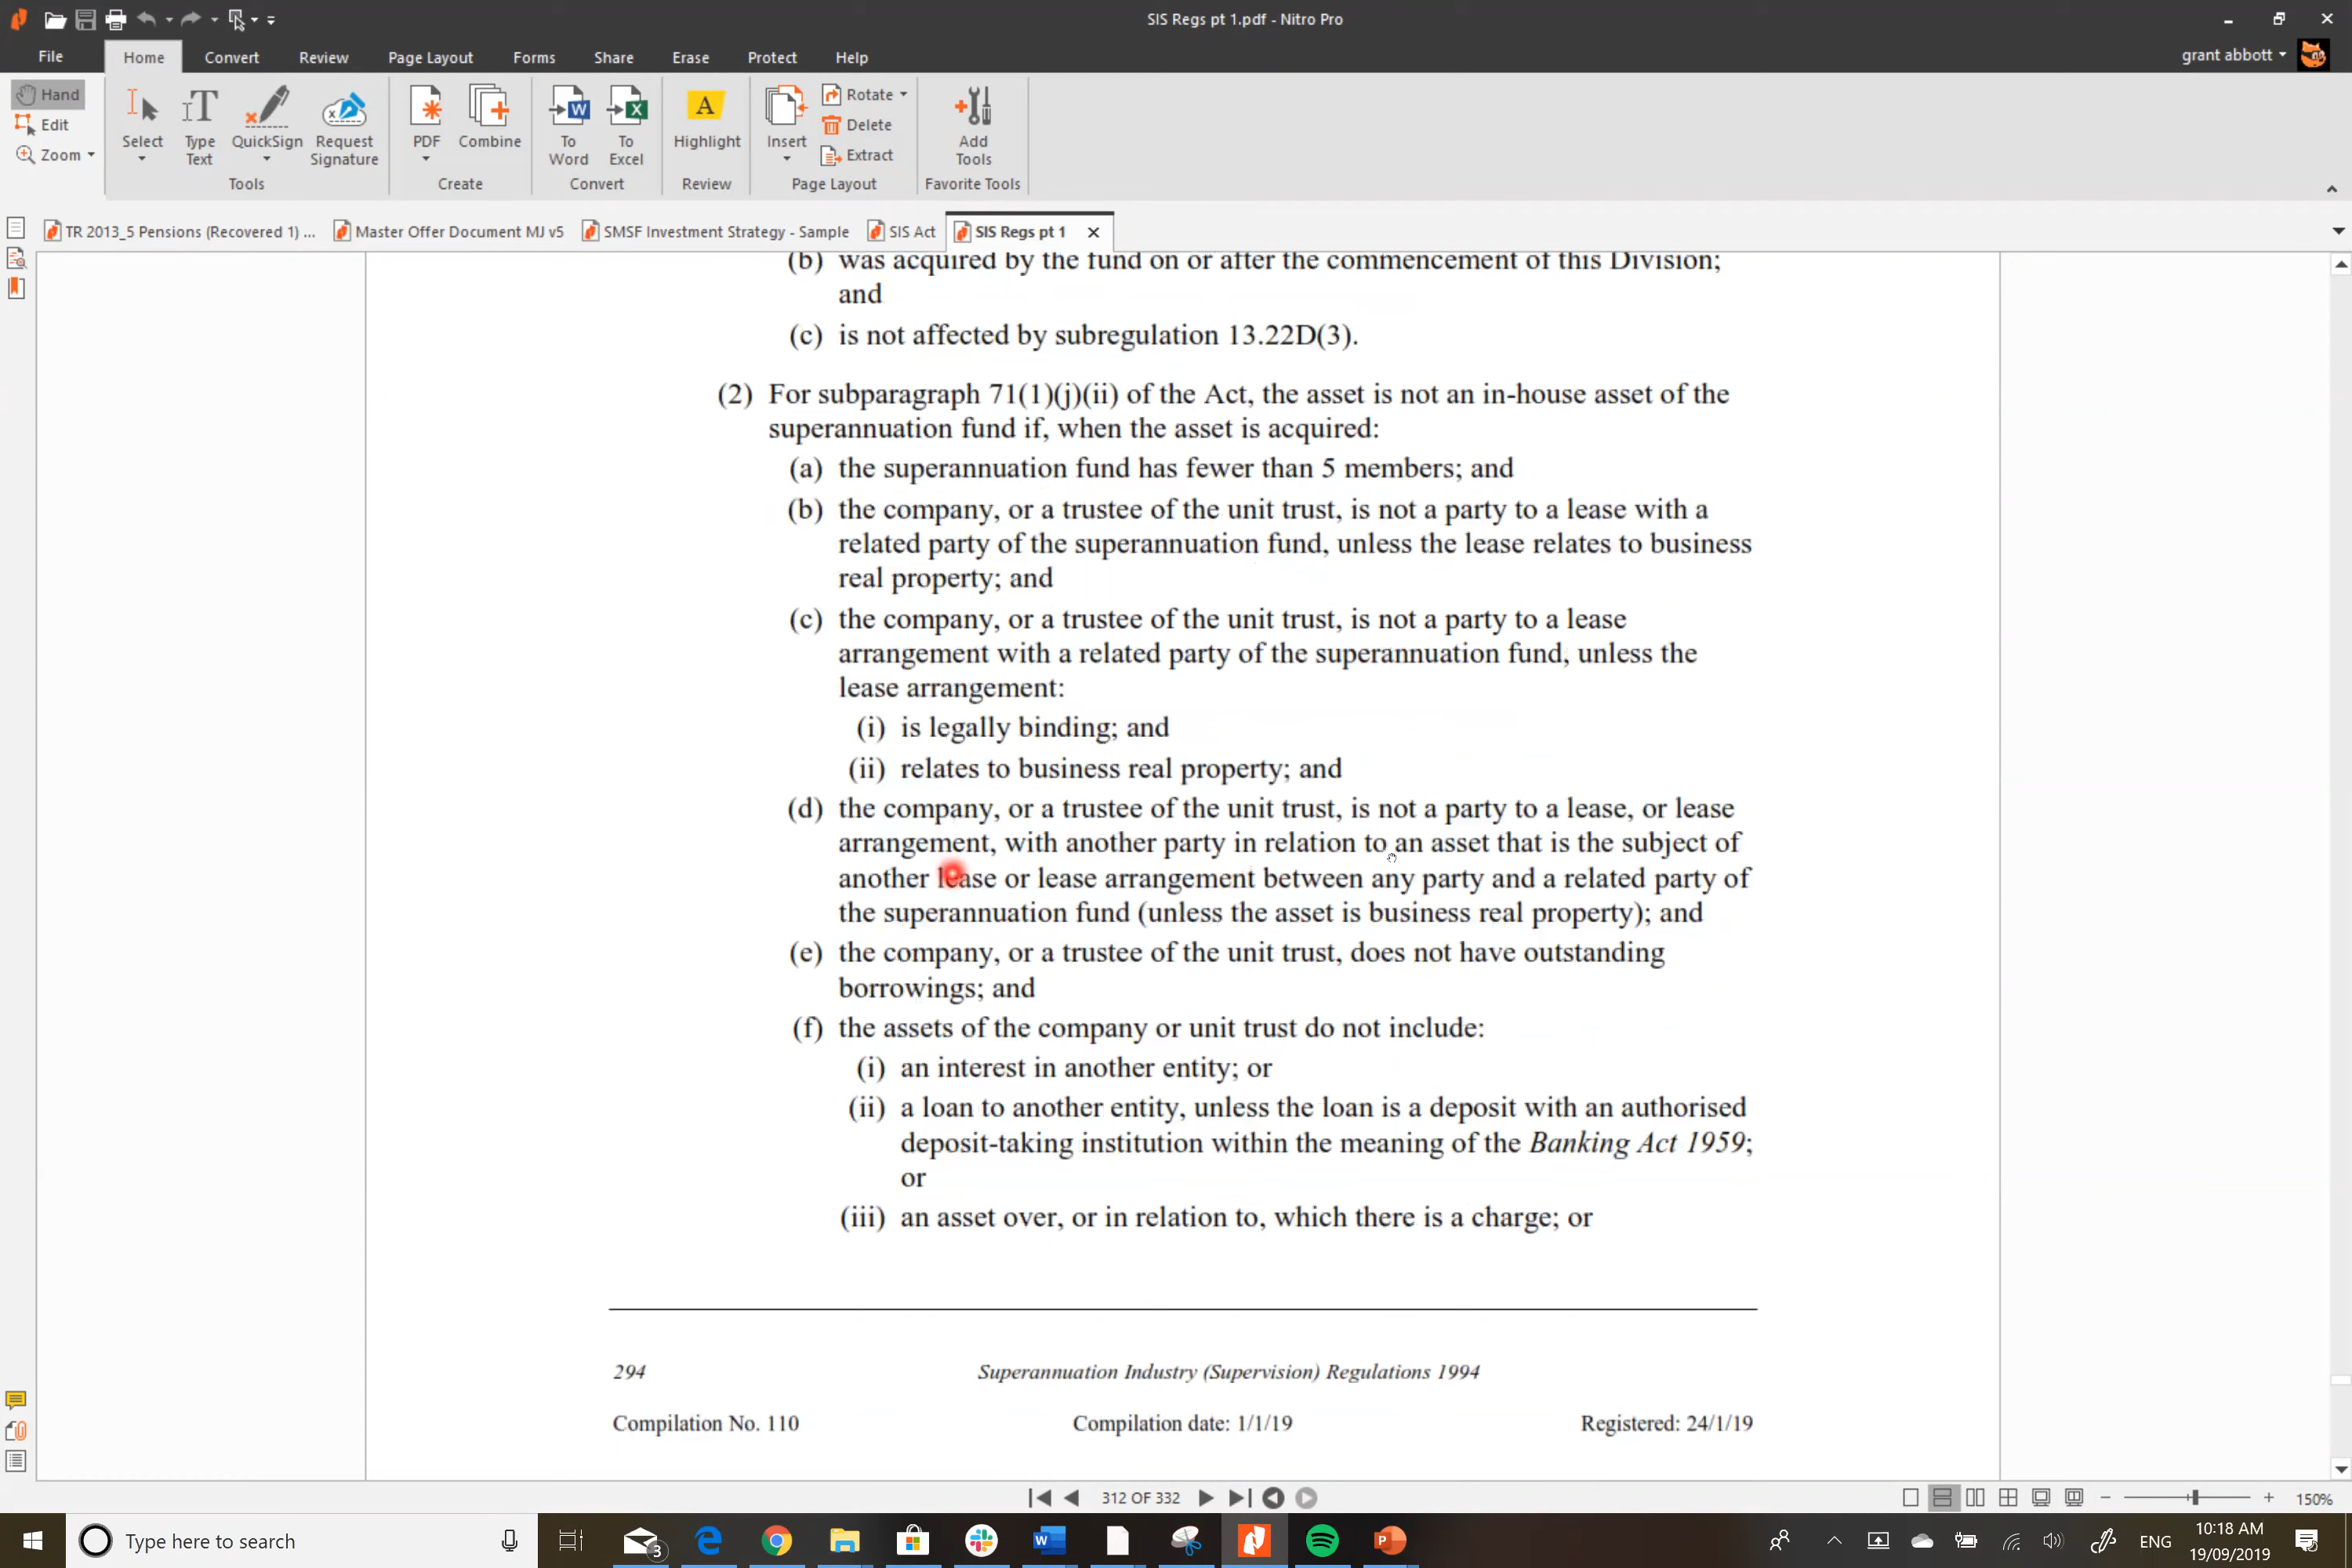 SIS Regs pt 1.pdf - Nitro Pro
File Home Convert Review Page Layout Forms Share Erase Protect Help grant abbott
Hand
Edit
Zoom
Select
Type Text
QuickSign
Request Signature
Tools
PDF
Combine
Create
To Word
To Excel
Convert
A
Highlight
Review
Insert
Rotate
Delete
Extract
Page Layout
Add Tools
Favorite Tools
TR 2013_5 Pensions (Recovered 1) ... Master Offer Document MJ v5 SMSF Investment Strategy - Sample SIS Act SIS Regs pt 1
(b) was acquired by the fund on or after the commencement of this Division;
and
(c) is not affected by subregulation 13.22D(3).
(2) For subparagraph 71(1)(j)(ii) of the Act, the asset is not an in-house asset of the
superannuation fund if, when the asset is acquired:
(a) the superannuation fund has fewer than 5 members; and
(b) the company, or a trustee of the unit trust, is not a party to a lease with a
related party of the superannuation fund, unless the lease relates to business
real property; and
(c) the company, or a trustee of the unit trust, is not a party to a lease
arrangement with a related party of the superannuation fund, unless the
lease arrangement:
(i) is legally binding; and
(ii) relates to business real property; and
(d) the company, or a trustee of the unit trust, is not a party to a lease, or lease
arrangement, with another party in relation to an asset that is the subject of
another lease or lease arrangement between any party and a related party of
the superannuation fund (unless the asset is business real property); and
(e) the company, or a trustee of the unit trust, does not have outstanding
borrowings; and
(f) the assets of the company or unit trust do not include:
(i) an interest in another entity; or
(ii) a loan to another entity, unless the loan is a deposit with an authorised
deposit-taking institution within the meaning of the Banking Act 1959;
or
(iii) an asset over, or in relation to, which there is a charge; or
294 Superannuation Industry (Supervision) Regulations 1994
Compilation No. 110 Compilation date: 1/1/19 Registered: 24/1/19
312 OF 332
150%
Type here to search
3
ENG
10:18 AM
19/09/2019